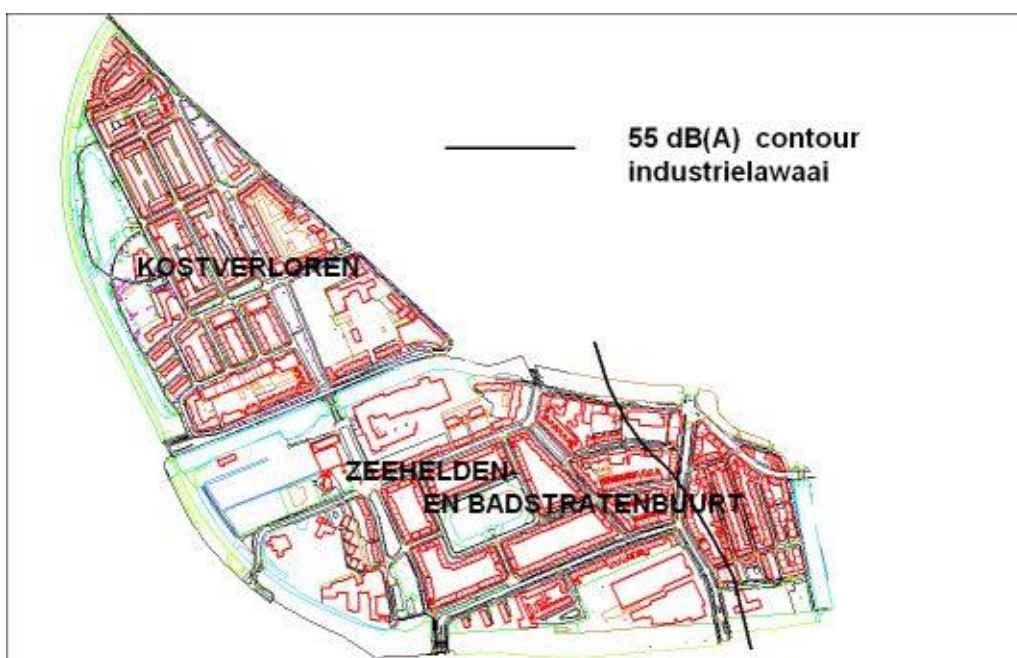 55 dB(A) contour
industrielawaai
KOSTVERLOREN
ZEEHELDEN-
EN BADSTRATENBUURT